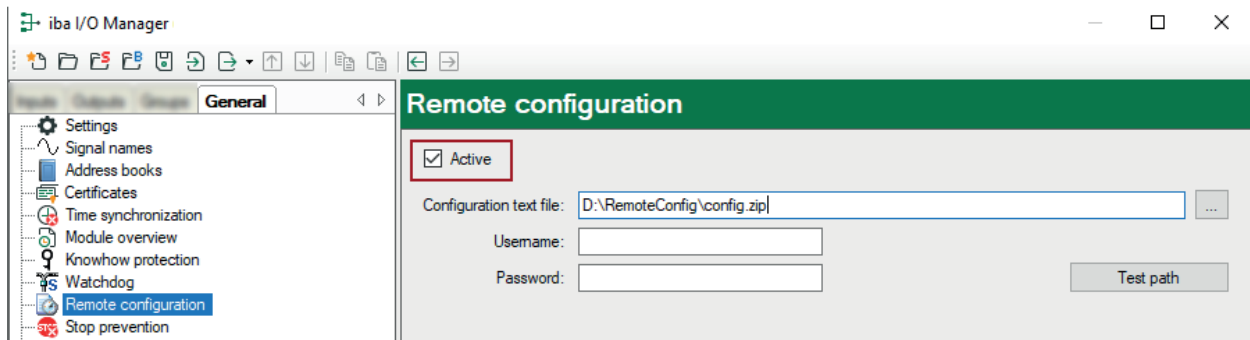 iba I/O Manager
General
Remote configuration
Settings
Signal names
Address books
Certificates
Time synchronization
Module overview
Knowhow protection
Watchdog
Remote configuration
Stop prevention
Active
Configuration text file: D:\RemoteConfig\config.zip
...
Username:
Password:
Test path